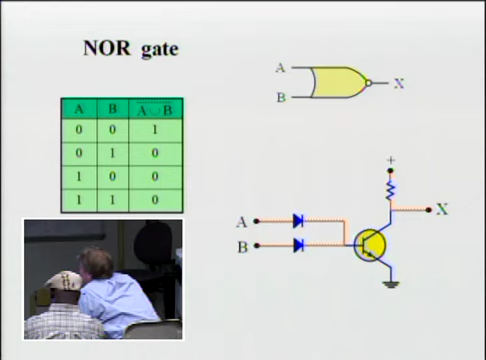 NOR gate
A
B
X
A B A ∪ B
0 0 1
0 1 0
1 0 0
1 1 0
+
X
A
B